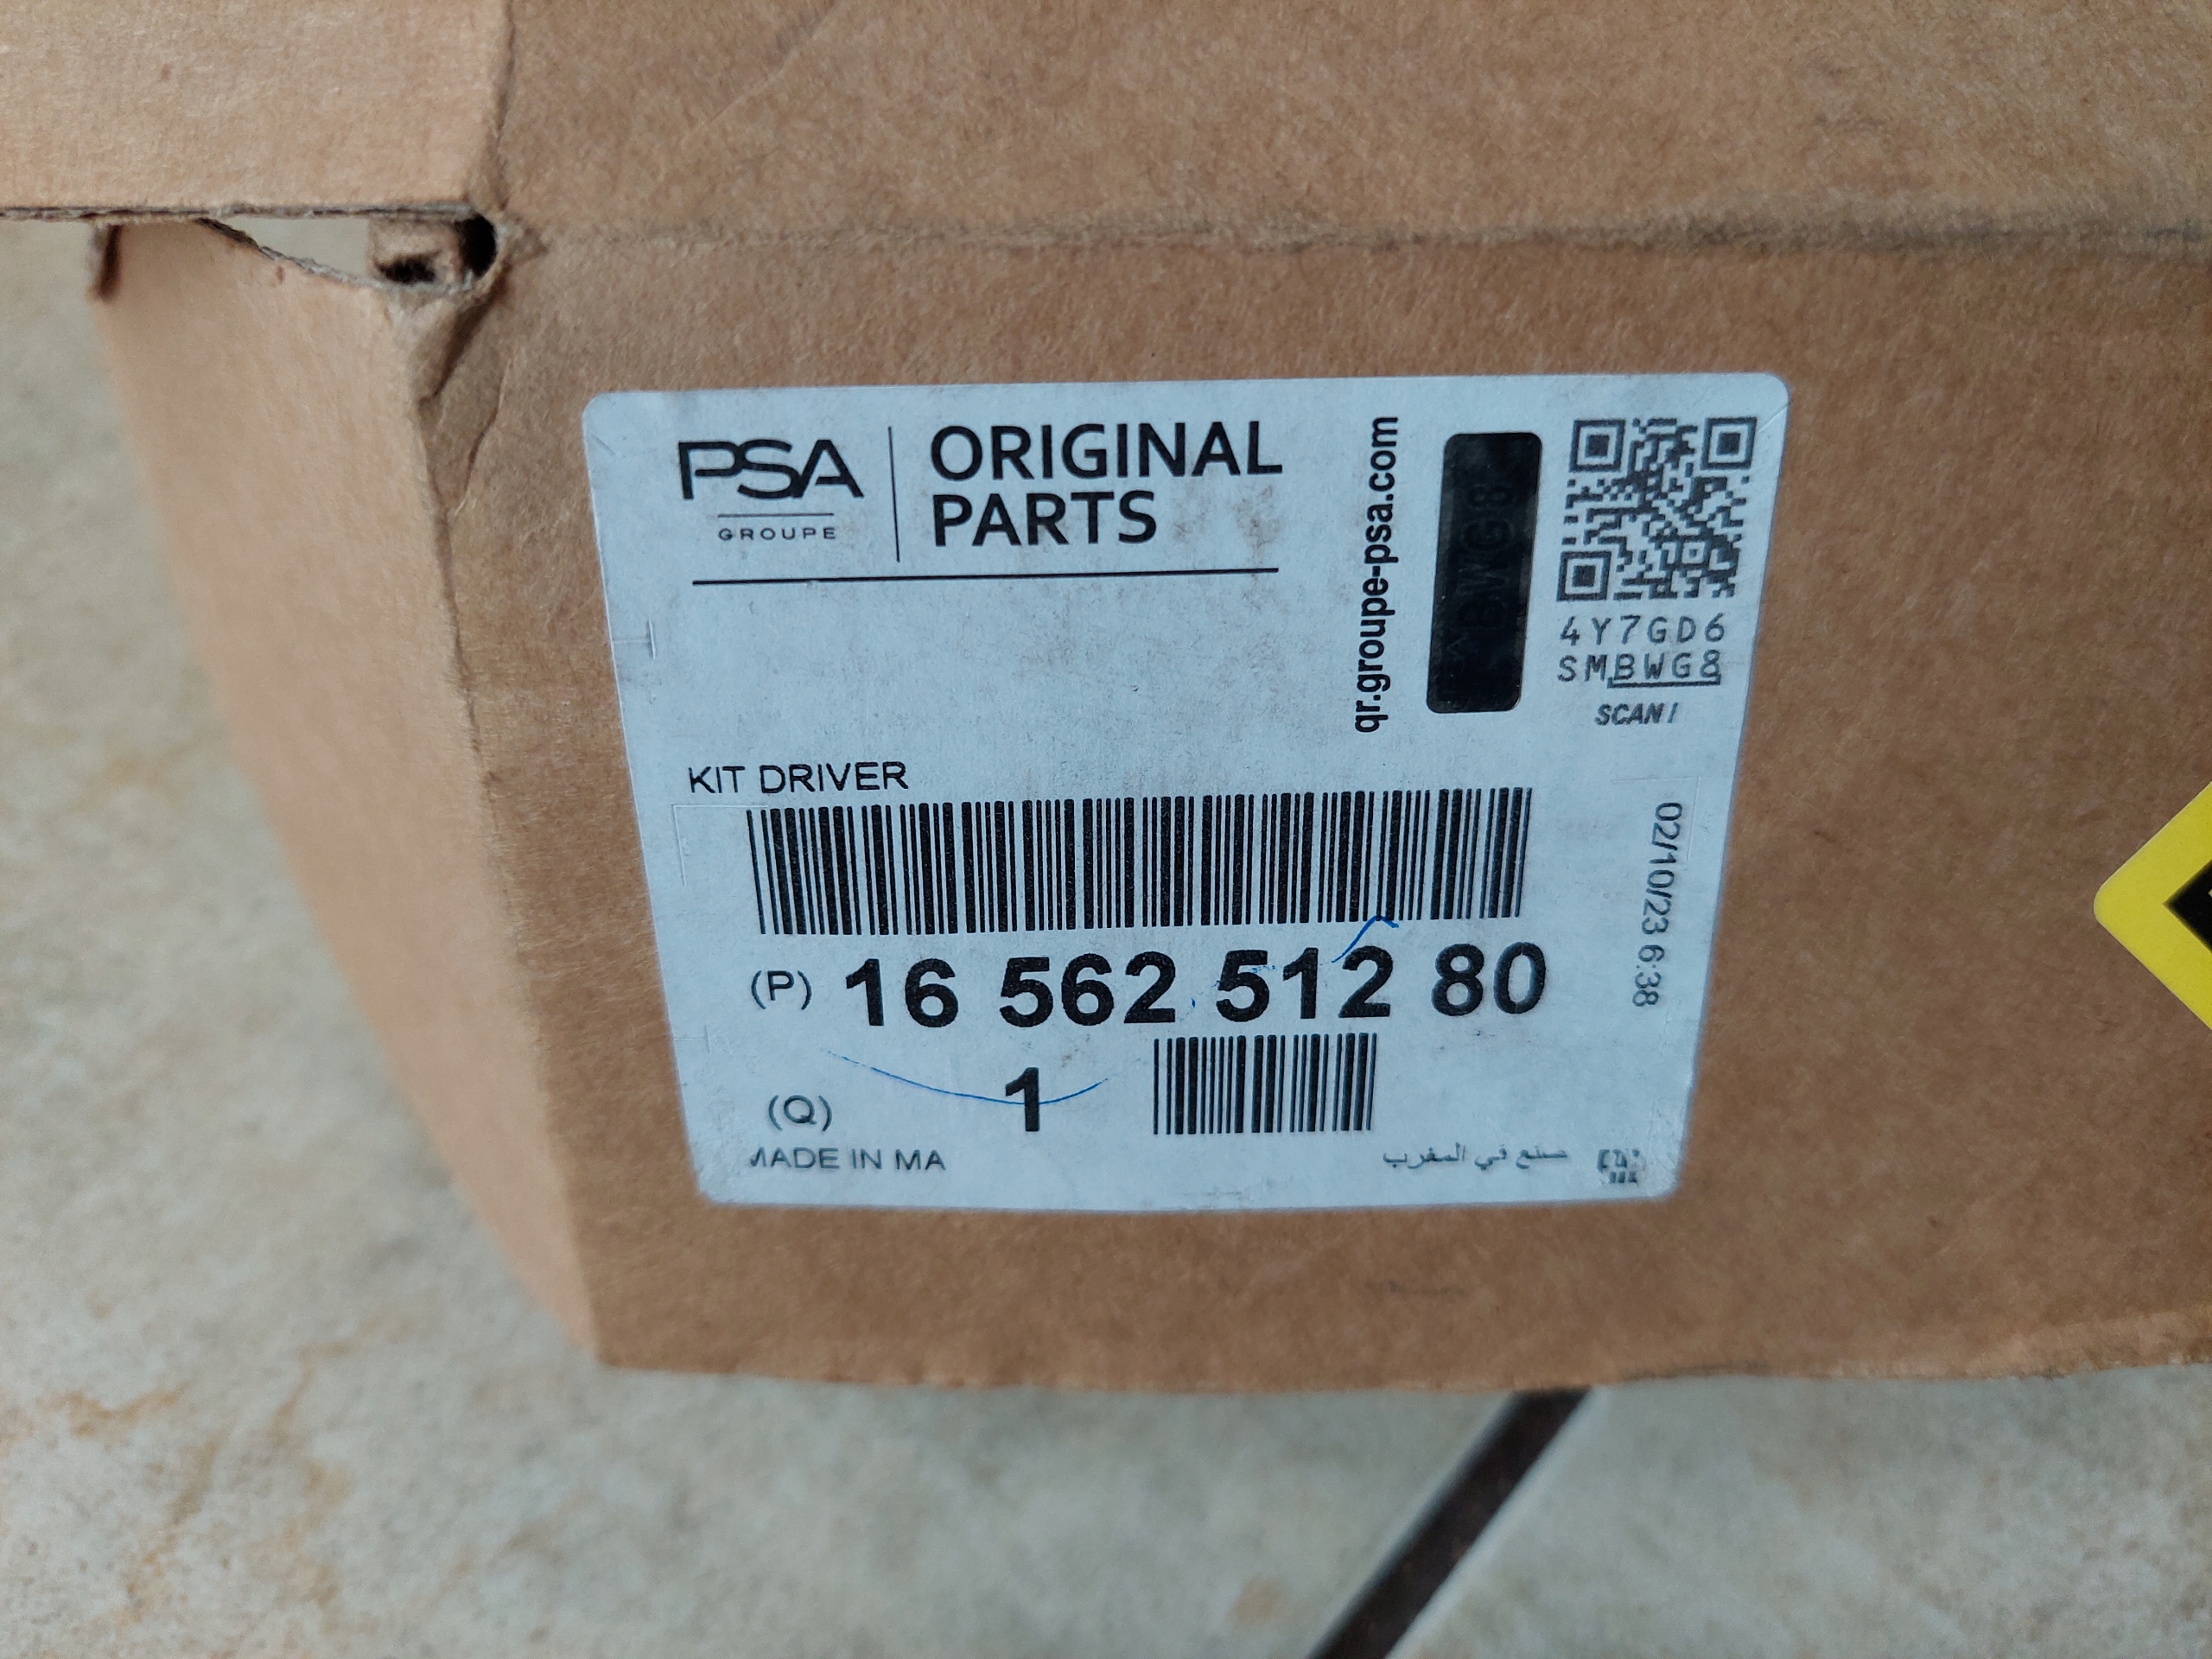 PSA
GROUPE
ORIGINAL
PARTS
qr.groupe-psa.com
BWG8
4Y7GD6
SMBWG8
SCAN!
KIT DRIVER
02/10/23 6:38
(P) 16 562 512 80
(Q) 1
MADE IN MA
صنع في المغرب